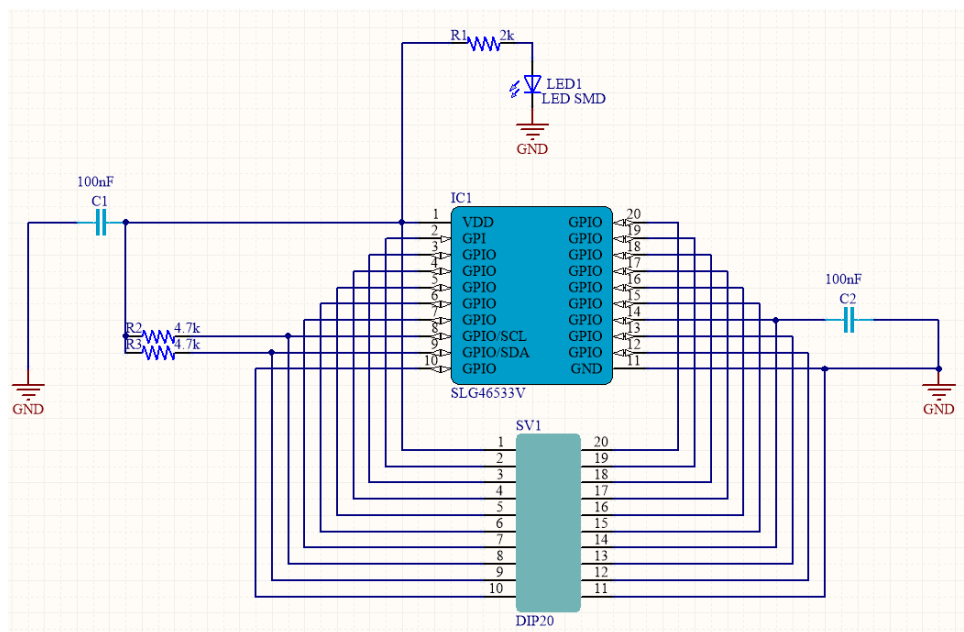 R1 2k
LED1
LED SMD
GND
100nF
C1
IC1
1 VDD GPIO 20
2 GPI GPIO 19
3 GPIO GPIO 18
4 GPIO GPIO 17
5 GPIO GPIO 16
6 GPIO GPIO 15
7 GPIO GPIO 14
8 GPIO/SCL GPIO 13
9 GPIO/SDA GPIO 12
10 GPIO GND 11
SLG46533V
100nF
C2
R2 4.7k
R3 4.7k
GND
GND
SV1
1 20
2 19
3 18
4 17
5 16
6 15
7 14
8 13
9 12
10 11
DIP20